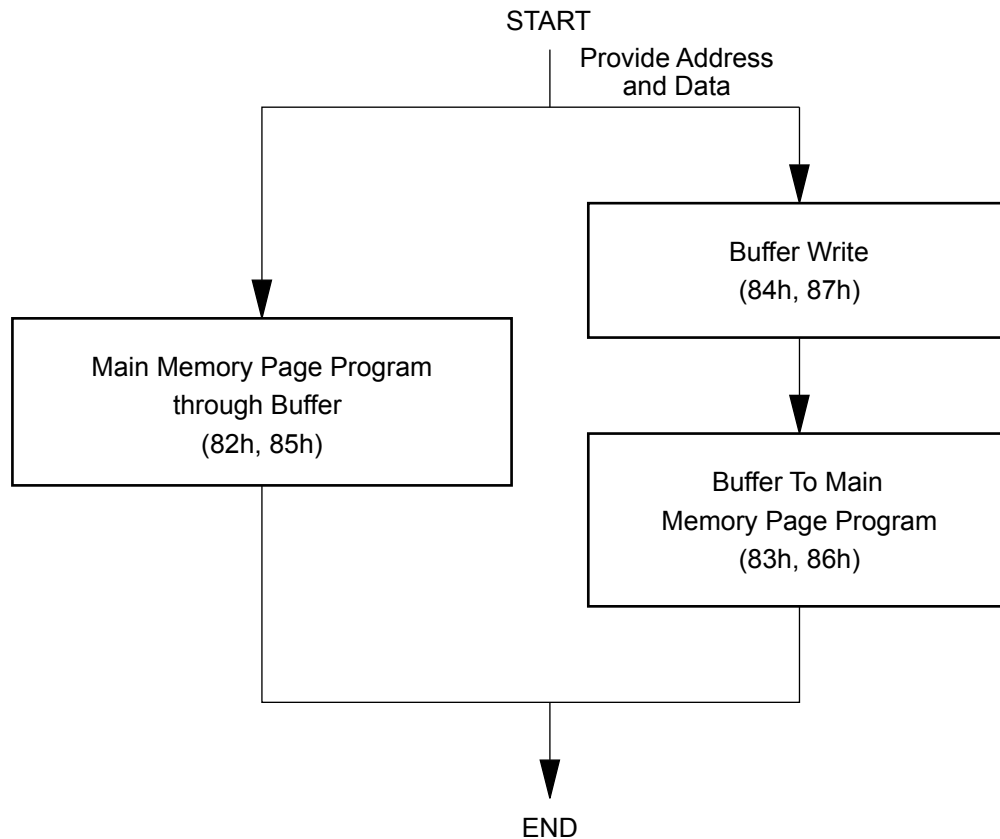 START
Provide Address
and Data
Buffer Write
(84h, 87h)
Main Memory Page Program
through Buffer
(82h, 85h)
Buffer To Main
Memory Page Program
(83h, 86h)
END